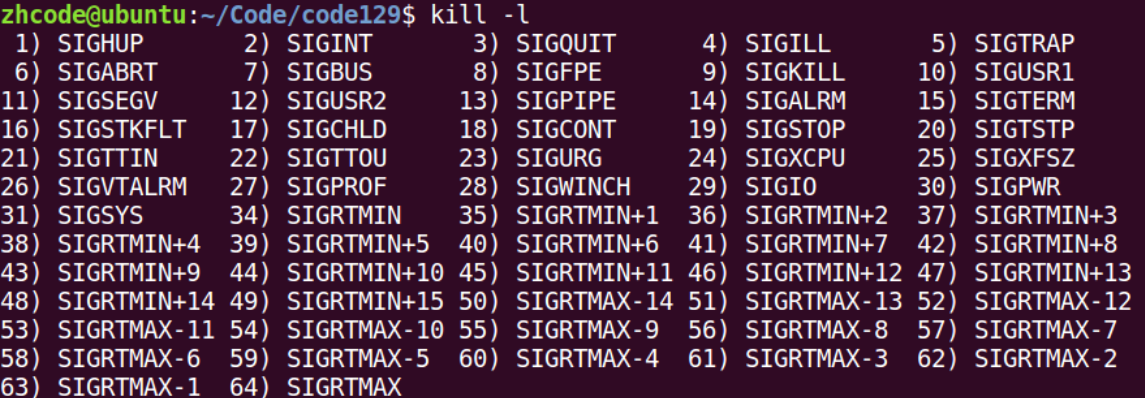 zhcode@ubuntu:~/Code/code129$ kill -l
 1) SIGHUP       2) SIGINT       3) SIGQUIT      4) SIGILL       5) SIGTRAP
 6) SIGABRT      7) SIGBUS       8) SIGFPE       9) SIGKILL     10) SIGUSR1
11) SIGSEGV     12) SIGUSR2     13) SIGPIPE     14) SIGALRM     15) SIGTERM
16) SIGSTKFLT   17) SIGCHLD     18) SIGCONT     19) SIGSTOP     20) SIGTSTP
21) SIGTTIN     22) SIGTTOU     23) SIGURG      24) SIGXCPU     25) SIGXFSZ
26) SIGVTALRM   27) SIGPROF     28) SIGWINCH    29) SIGIO       30) SIGPWR
31) SIGSYS      34) SIGRTMIN    35) SIGRTMIN+1  36) SIGRTMIN+2  37) SIGRTMIN+3
38) SIGRTMIN+4  39) SIGRTMIN+5  40) SIGRTMIN+6  41) SIGRTMIN+7  42) SIGRTMIN+8
43) SIGRTMIN+9  44) SIGRTMIN+10 45) SIGRTMIN+11 46) SIGRTMIN+12 47) SIGRTMIN+13
48) SIGRTMIN+14 49) SIGRTMIN+15 50) SIGRTMAX-14 51) SIGRTMAX-13 52) SIGRTMAX-12
53) SIGRTMAX-11 54) SIGRTMAX-10 55) SIGRTMAX-9  56) SIGRTMAX-8  57) SIGRTMAX-7
58) SIGRTMAX-6  59) SIGRTMAX-5  60) SIGRTMAX-4  61) SIGRTMAX-3  62) SIGRTMAX-2
63) SIGRTMAX-1  64) SIGRTMAX